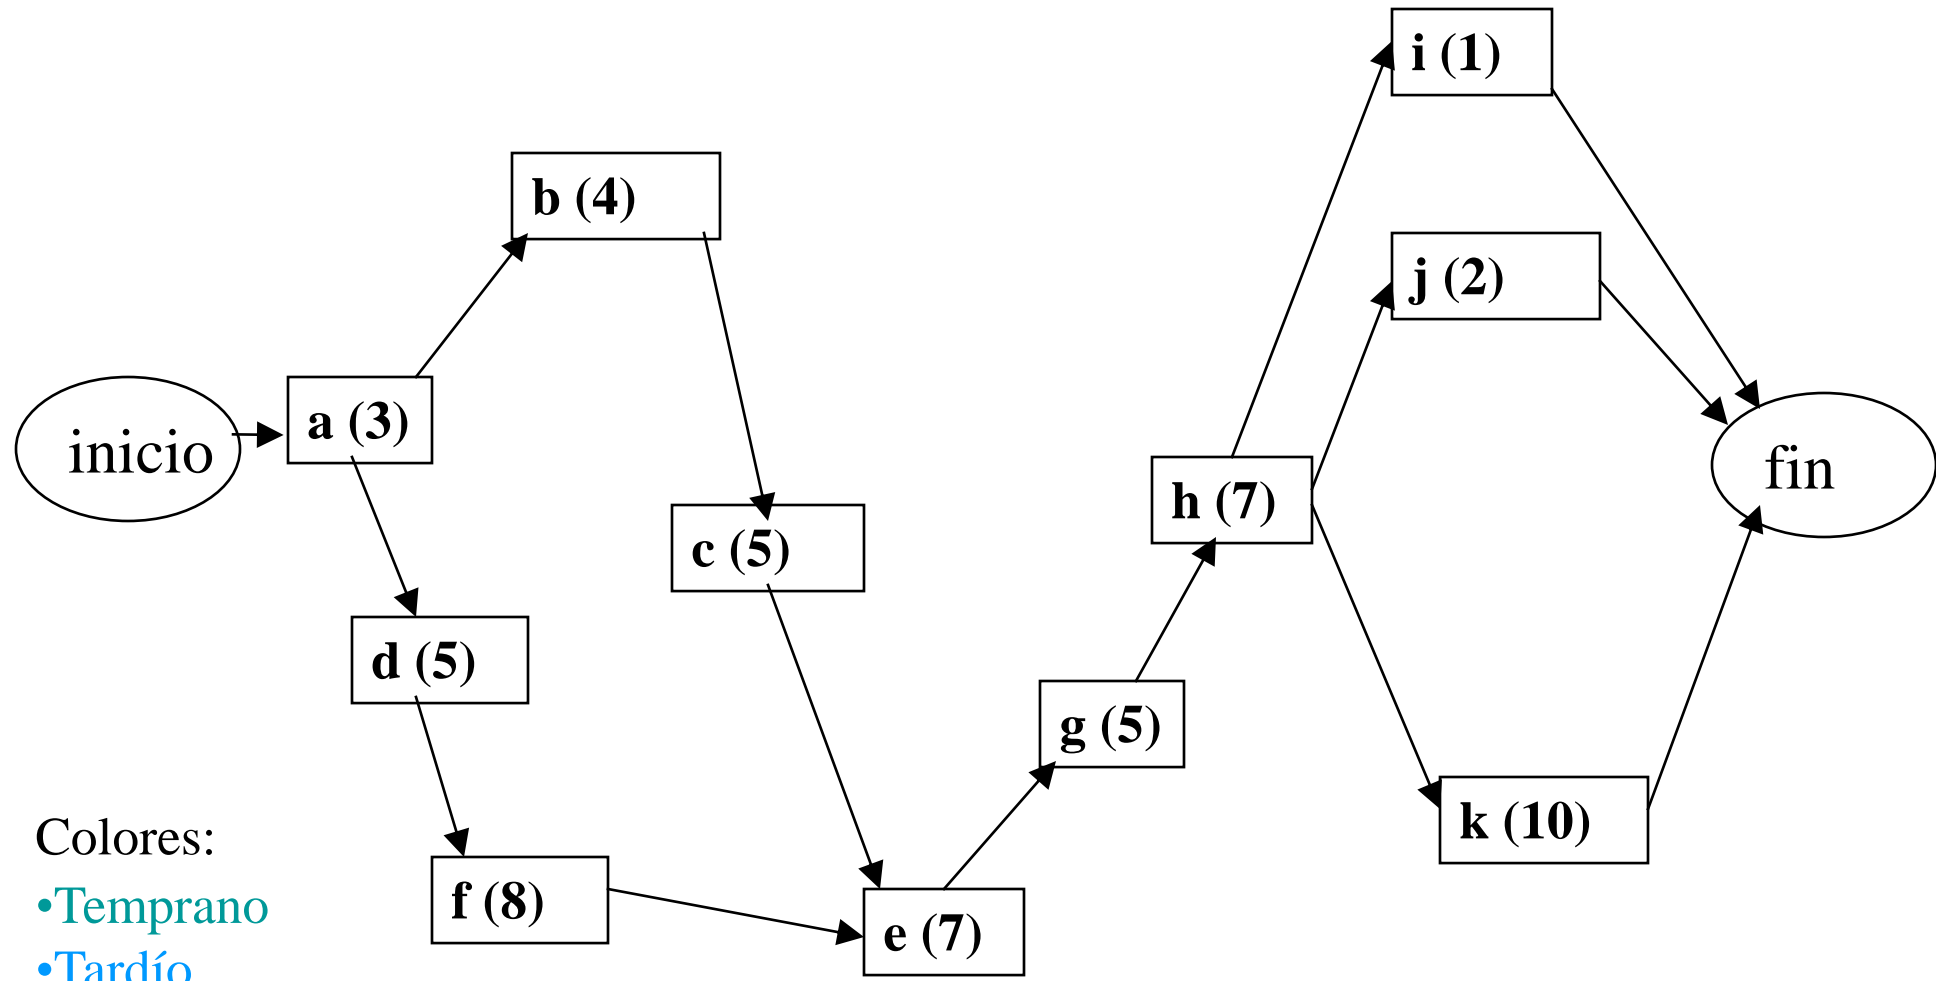 i (1)
b (4)
j (2)
inicio
a (3)
fin
h (7)
c (5)
d (5)
g (5)
k (10)
Colores:
f (8)
•Temprano
e (7)
•Tardío